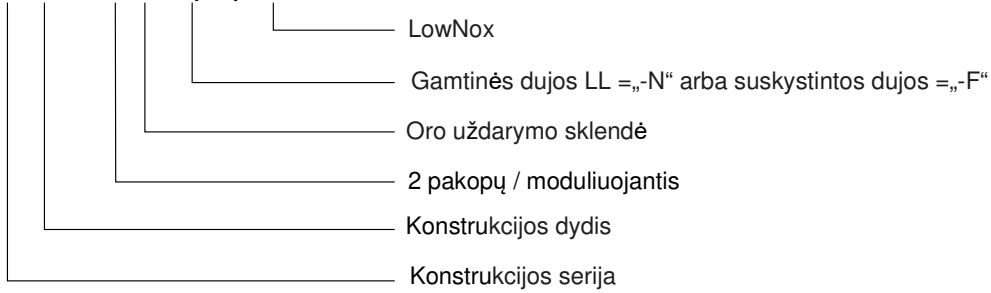 LowNox
Gamtinės dujos LL =„-N“ arba suskystintos dujos =„-F“
Oro uždarymo sklendė
2 pakopų / moduliuojantis
Konstrukcijos dydis
Konstrukcijos serija